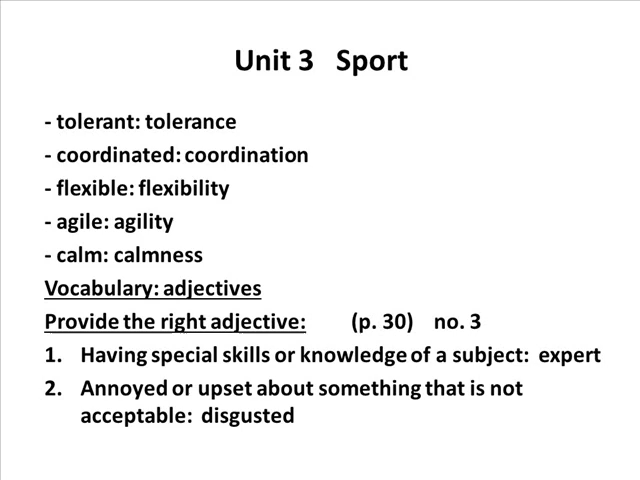 Unit 3 Sport
- tolerant: tolerance
- coordinated: coordination
- flexible: flexibility
- agile: agility
- calm: calmness
Vocabulary: adjectives
Provide the right adjective: (p. 30) no. 3
1. Having special skills or knowledge of a subject: expert
2. Annoyed or upset about something that is not
acceptable: disgusted